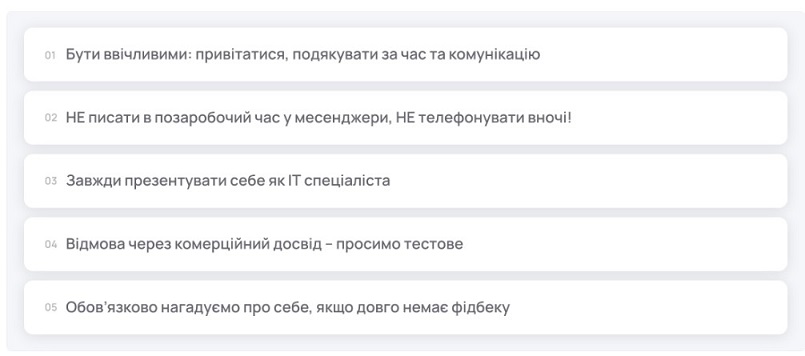 01 Бути ввічливими: привітатися, подякувати за час та комунікацію
02 НЕ писати в позаробочий час у месенджери, НЕ телефонувати вночі!
03 Завжди презентувати себе як ІТ спеціаліста
04 Відмова через комерційний досвід – просимо тестове
05 Обов’язково нагадуємо про себе, якщо довго немає фідбеку